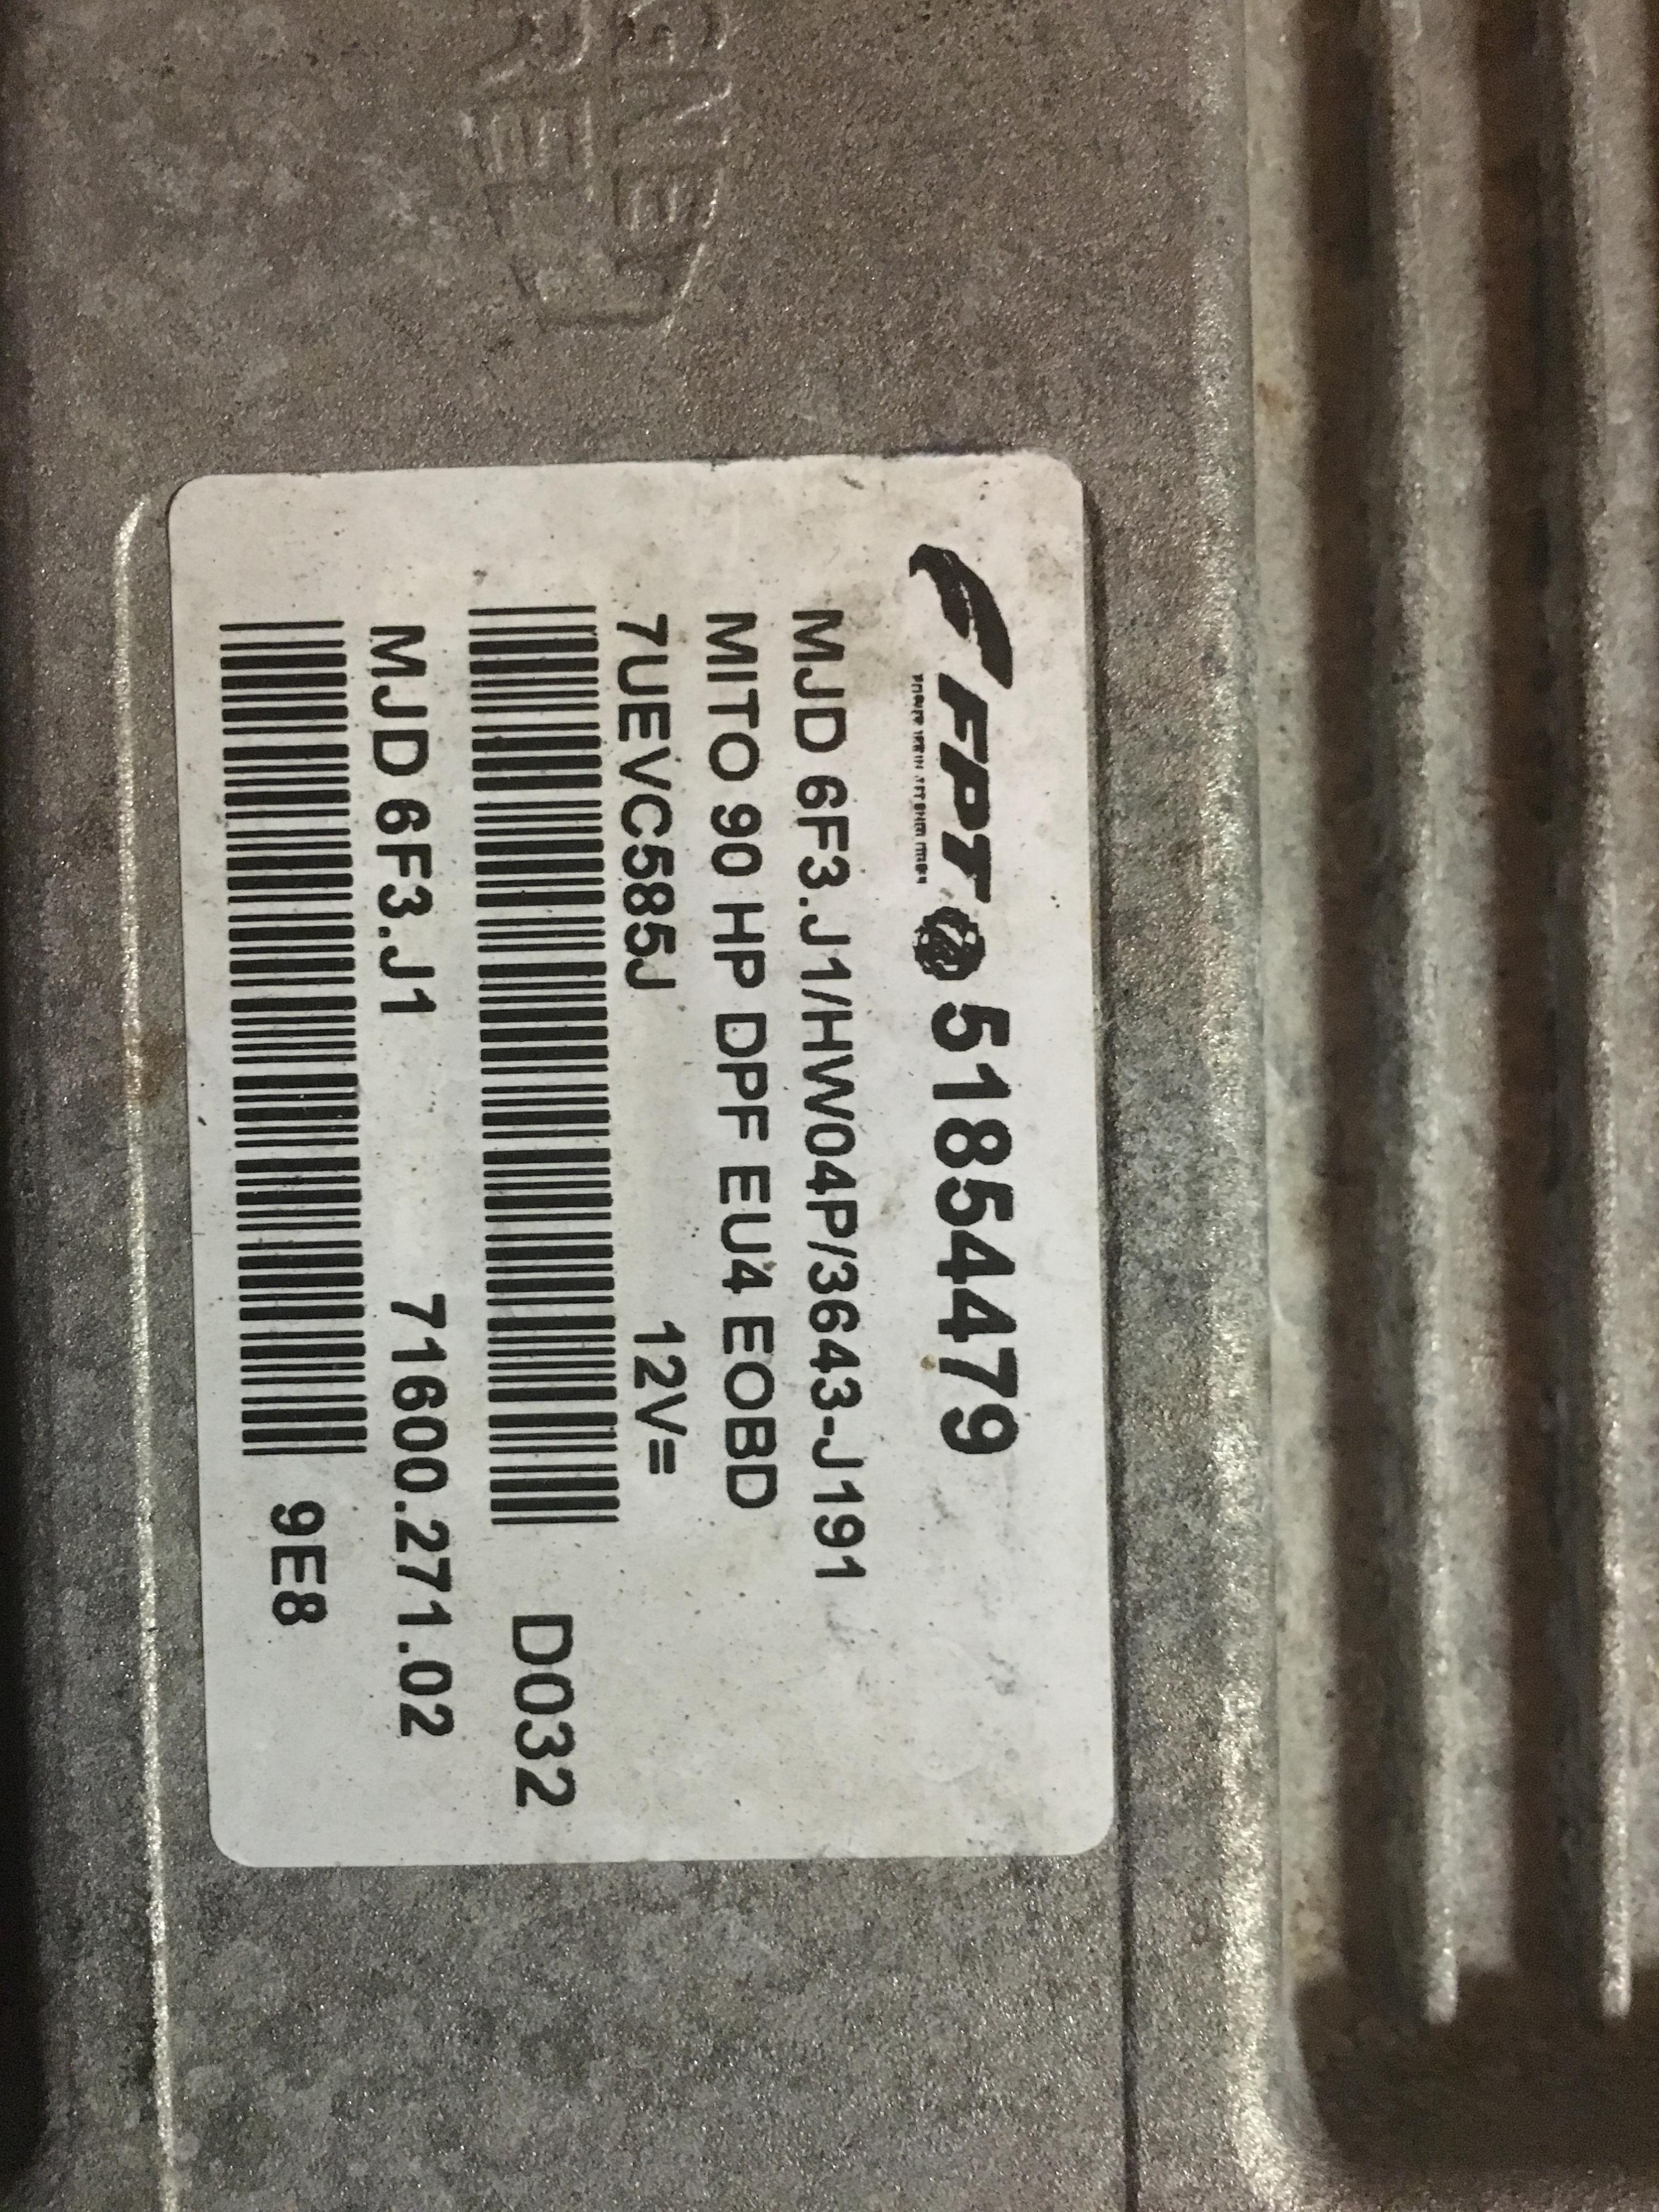 FPT 51854479
MJD 6F3.J1/HW04P/3643-J191
MITO 90 HP DPF EU4 EOBD
7UEVC585J 12V=
D032
MJD 6F3.J1 71600.271.02
9E8